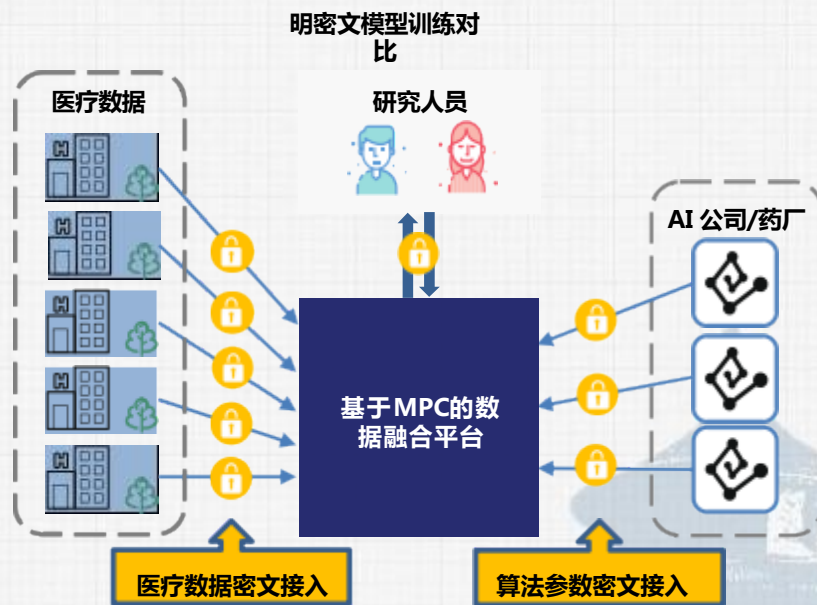 明密文模型训练对
比
医疗数据
研究人员
AI 公司/药厂
H
H
H
H
H
基于MPC的数
据融合平台
医疗数据密文接入
算法参数密文接入